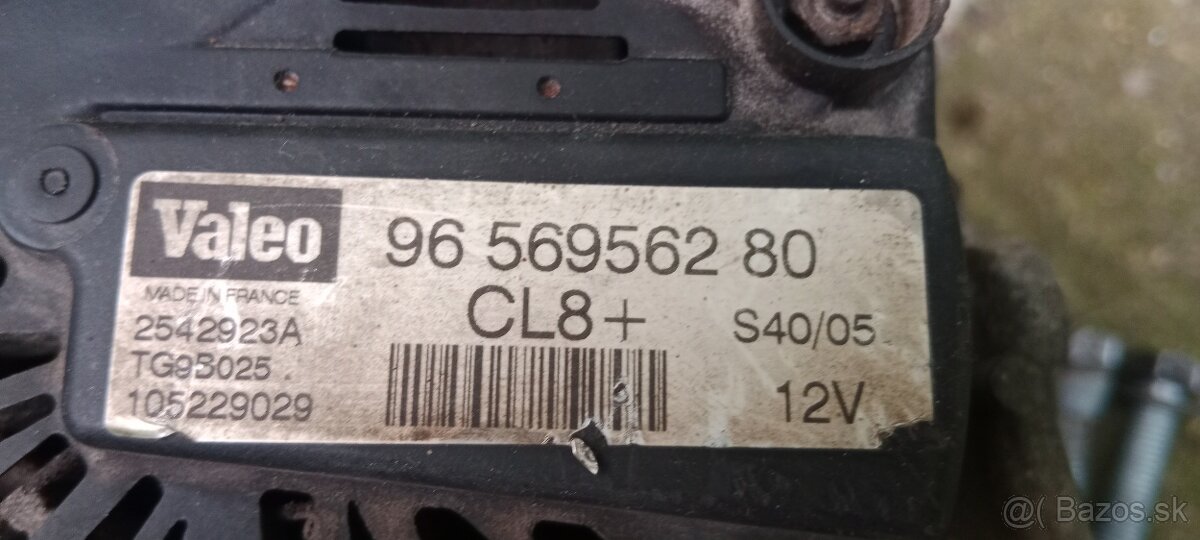 Valeo
96 569562 80
MADE IN FRANCE
CL8+
2542923A
S40/05
TG9B025
105229029
12V
@( Bazos.sk